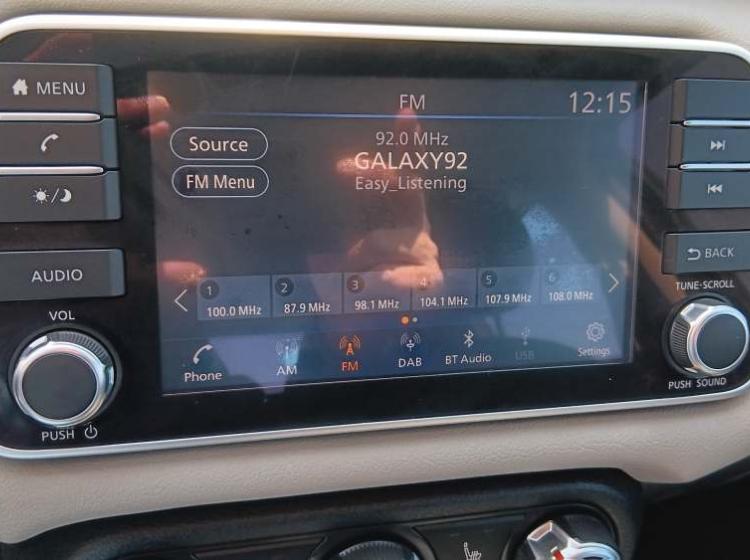 MENU
FM
12:15
Source
92.0 MHz
GALAXY92
FM Menu
Easy_Listening
AUDIO
BACK
VOL
TUNE·SCROLL
1
2
3
4
5
6
100.0 MHz
87.9 MHz
98.1 MHz
104.1 MHz
107.9 MHz
108.0 MHz
Phone
AM
FM
DAB
BT Audio
USB
Settings
PUSH
PUSH SOUND